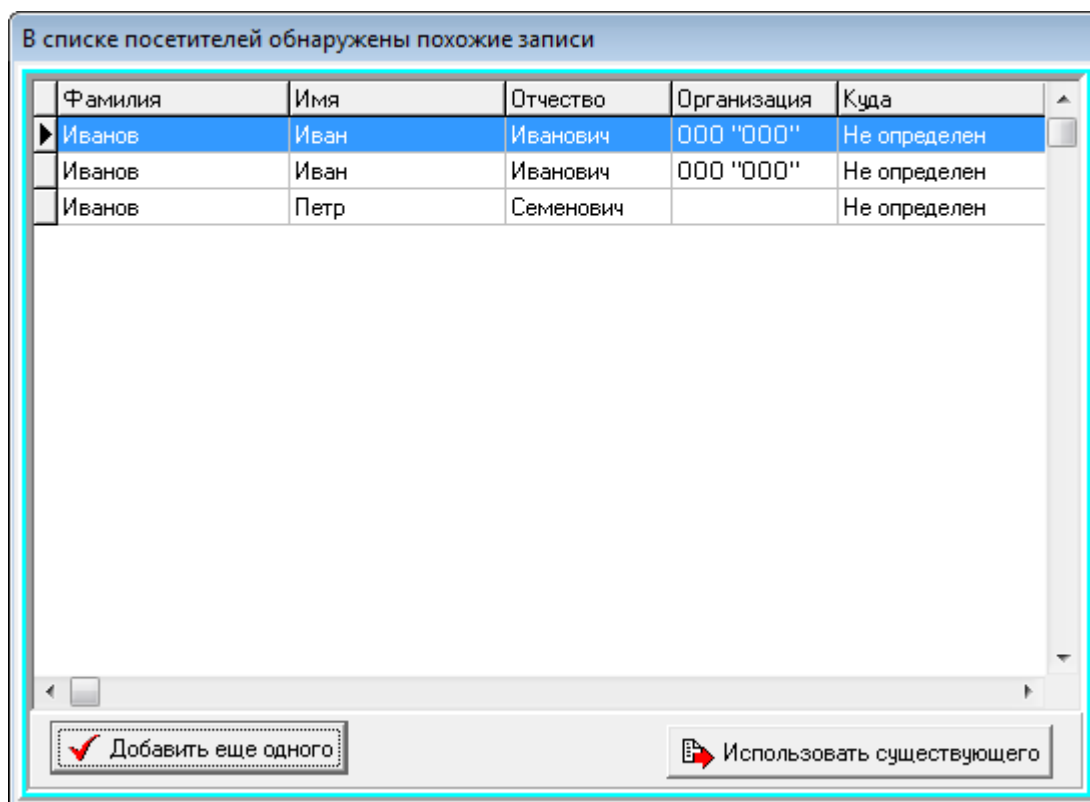 В списке посетителей обнаружены похожие записи
Фамилия Имя Отчество Организация Куда
Иванов Иван Иванович ООО "ООО" Не определен
Иванов Иван Иванович ООО "ООО" Не определен
Иванов Петр Семенович Не определен
Добавить еще одного Использовать существующего